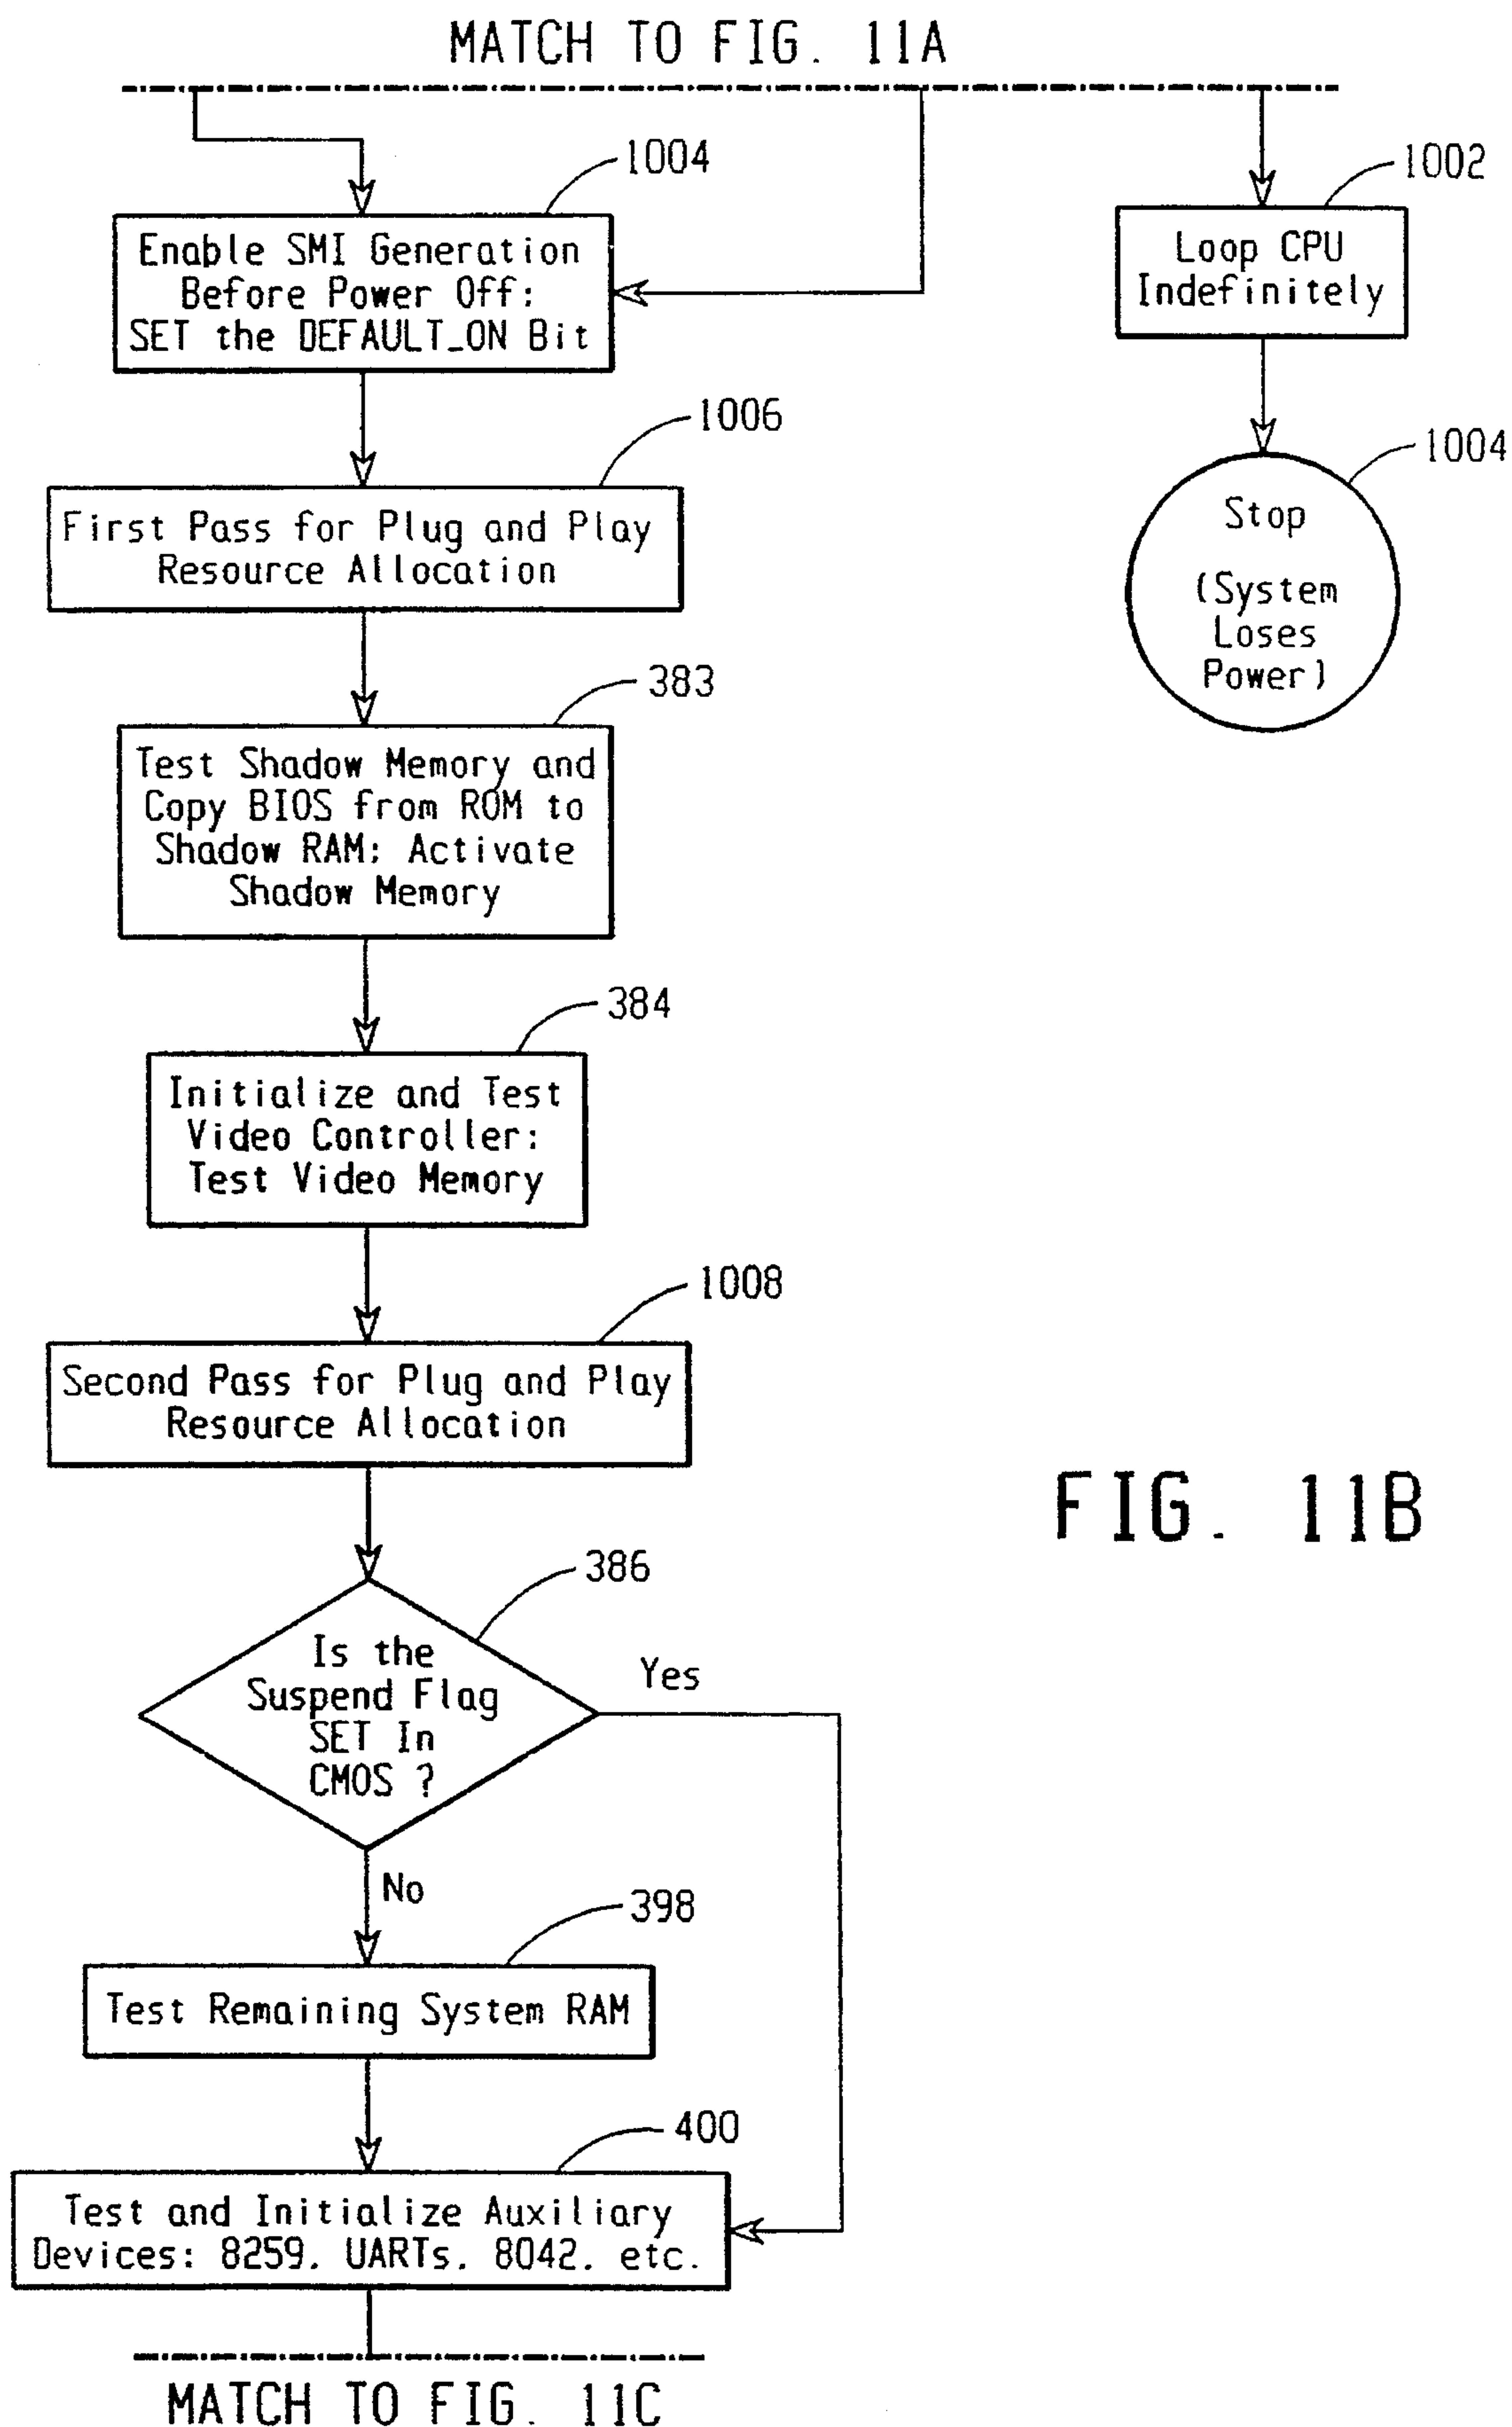 MATCH TO FIG. 11A
1004
Enable SMI Generation
Before Power Off:
SET the DEFAULT_ON Bit
1002
Loop CPU
Indefinitely
1006
First Pass for Plug and Play
Resource Allocation
1004
Stop
(System
Loses
Power)
383
Test Shadow Memory and
Copy BIOS from ROM to
Shadow RAM; Activate
Shadow Memory
384
Initialize and Test
Video Controller;
Test Video Memory
1008
Second Pass for Plug and Play
Resource Allocation
FIG. 11B
386
Is the
Suspend Flag
SET In
CMOS ?
Yes
No
398
Test Remaining System RAM
400
Test and Initialize Auxiliary
Devices: 8259, UARTs, 8042, etc.
MATCH TO FIG. 11C